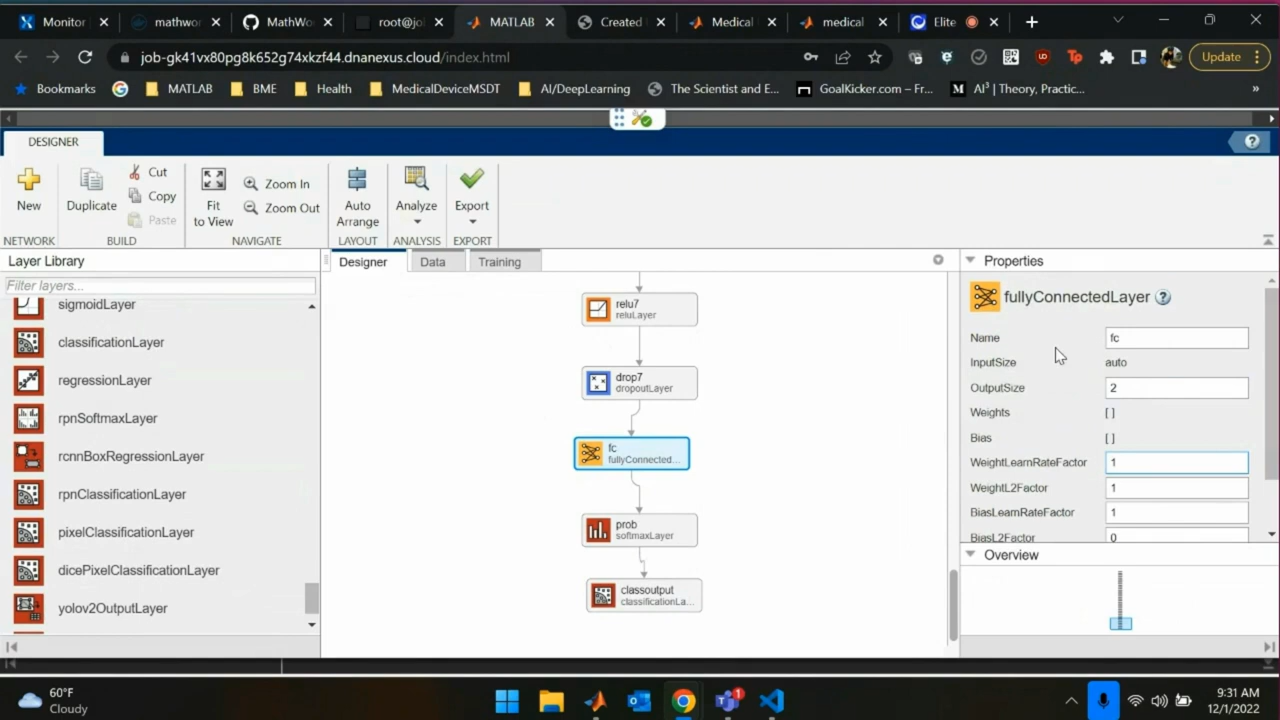 Monitor
mathwor
MathWo
root@jo
MATLAB
Created
Medical
medical
Elite
job-gk41vx80pg8k652g74xkzf44.dnanexus.cloud/index.html
Update
Bookmarks
MATLAB
BME
Health
MedicalDeviceMSDT
AI/DeepLearning
The Scientist and E...
GoalKicker.com – Fr...
AI³ | Theory, Practic...
»
DESIGNER
New
Duplicate
Cut
Copy
Paste
Fit
to View
Zoom In
Zoom Out
Auto
Arrange
Analyze
Export
NETWORK
BUILD
NAVIGATE
LAYOUT
ANALYSIS
EXPORT
Layer Library
Filter layers...
sigmoidLayer
classificationLayer
regressionLayer
rpnSoftmaxLayer
rcnnBoxRegressionLayer
rpnClassificationLayer
pixelClassificationLayer
dicePixelClassificationLayer
yolov2OutputLayer
Designer
Data
Training
relu7
reluLayer
drop7
dropoutLayer
fc
fullyConnected...
prob
softmaxLayer
classoutput
classificationLa...
Properties
fullyConnectedLayer
Name fc
InputSize auto
OutputSize 2
Weights [ ]
Bias [ ]
WeightLearnRateFactor 1
WeightL2Factor 1
BiasLearnRateFactor 1
BiasL2Factor 0
Overview
60°F
Cloudy
1
9:31 AM
12/1/2022